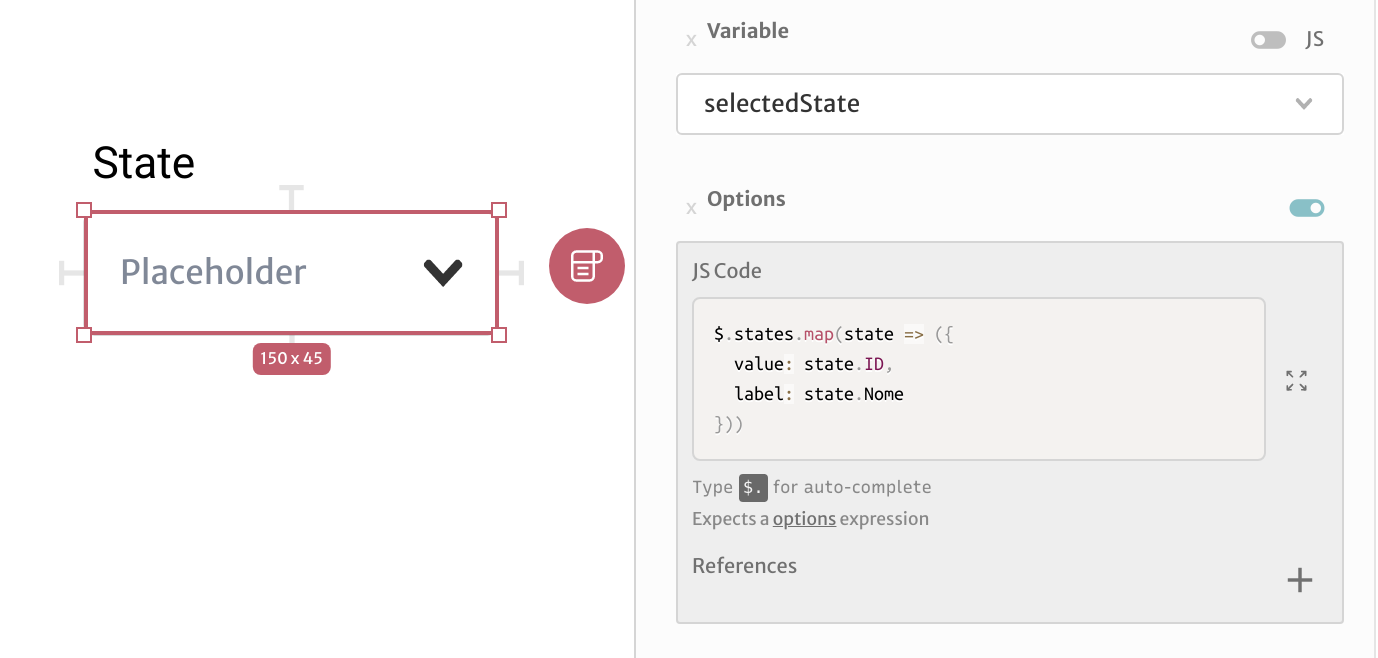 State
Placeholder
150 x 45
x Variable
JS
selectedState
x Options
JS Code
$.states.map(state => ({
  value: state.ID,
  label: state.Nome
}))
Type $. for auto-complete
Expects a options expression
References